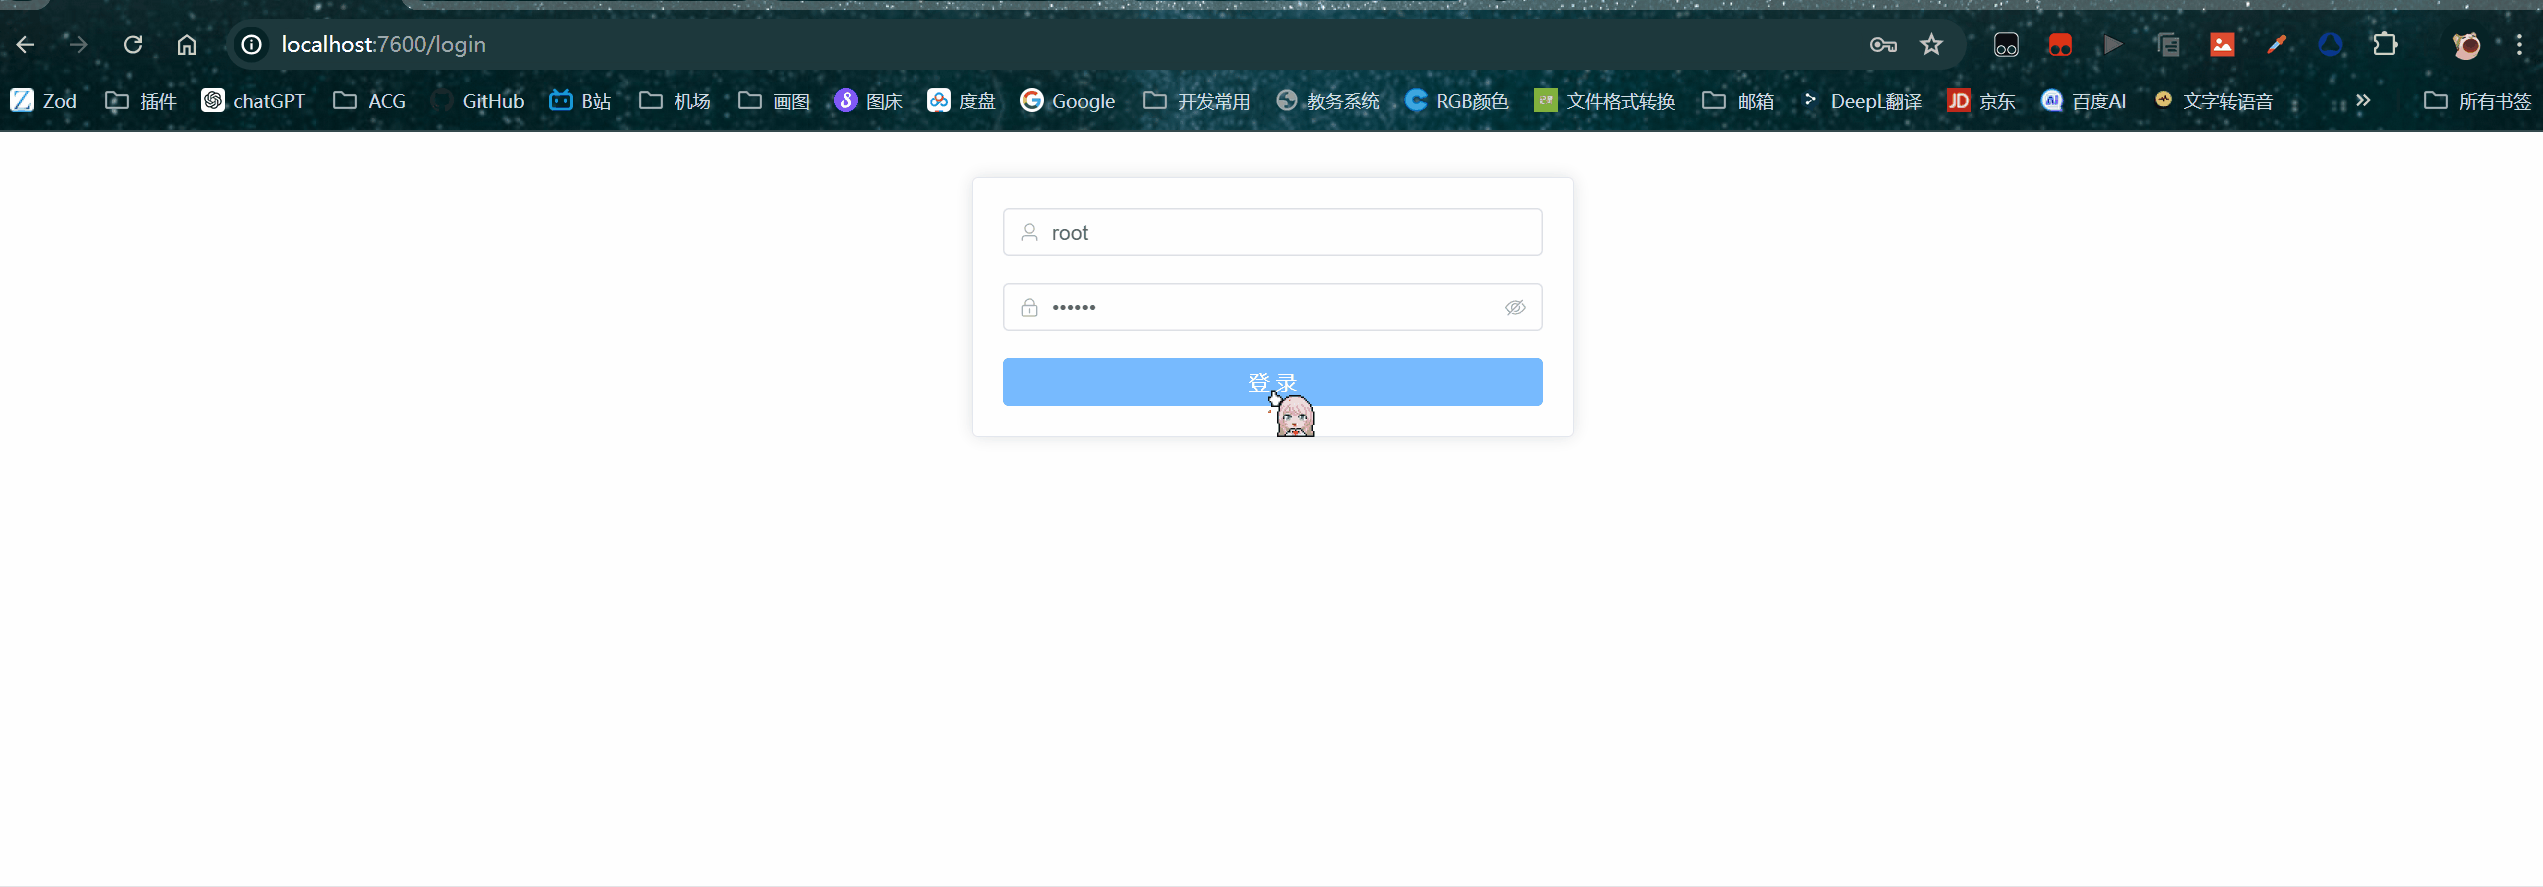 localhost:7600/login
Zod 插件 chatGPT ACG GitHub B站 机场 画图 图床 度盘 Google 开发常用 教务系统 RGB颜色 文件格式转换 邮箱 DeepL翻译 JD 京东 AI 百度AI 文字转语音 所有书签
root
••••••
登 录